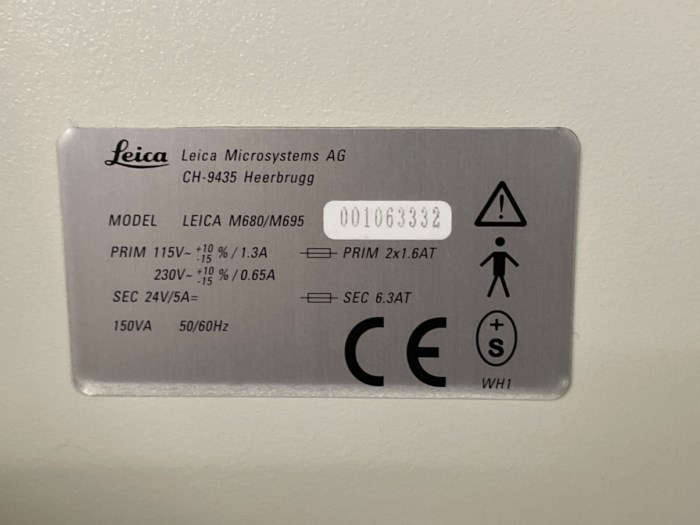 Leica Leica Microsystems AG
CH-9435 Heerbrugg
MODEL LEICA M680/M695 001063332
PRIM 115V~ +10 -15 % / 1.3A PRIM 2x1.6AT
230V~ +10 -15 % / 0.65A
SEC 24V/5A= SEC 6.3AT
150VA 50/60Hz
CE
+
S
WH1